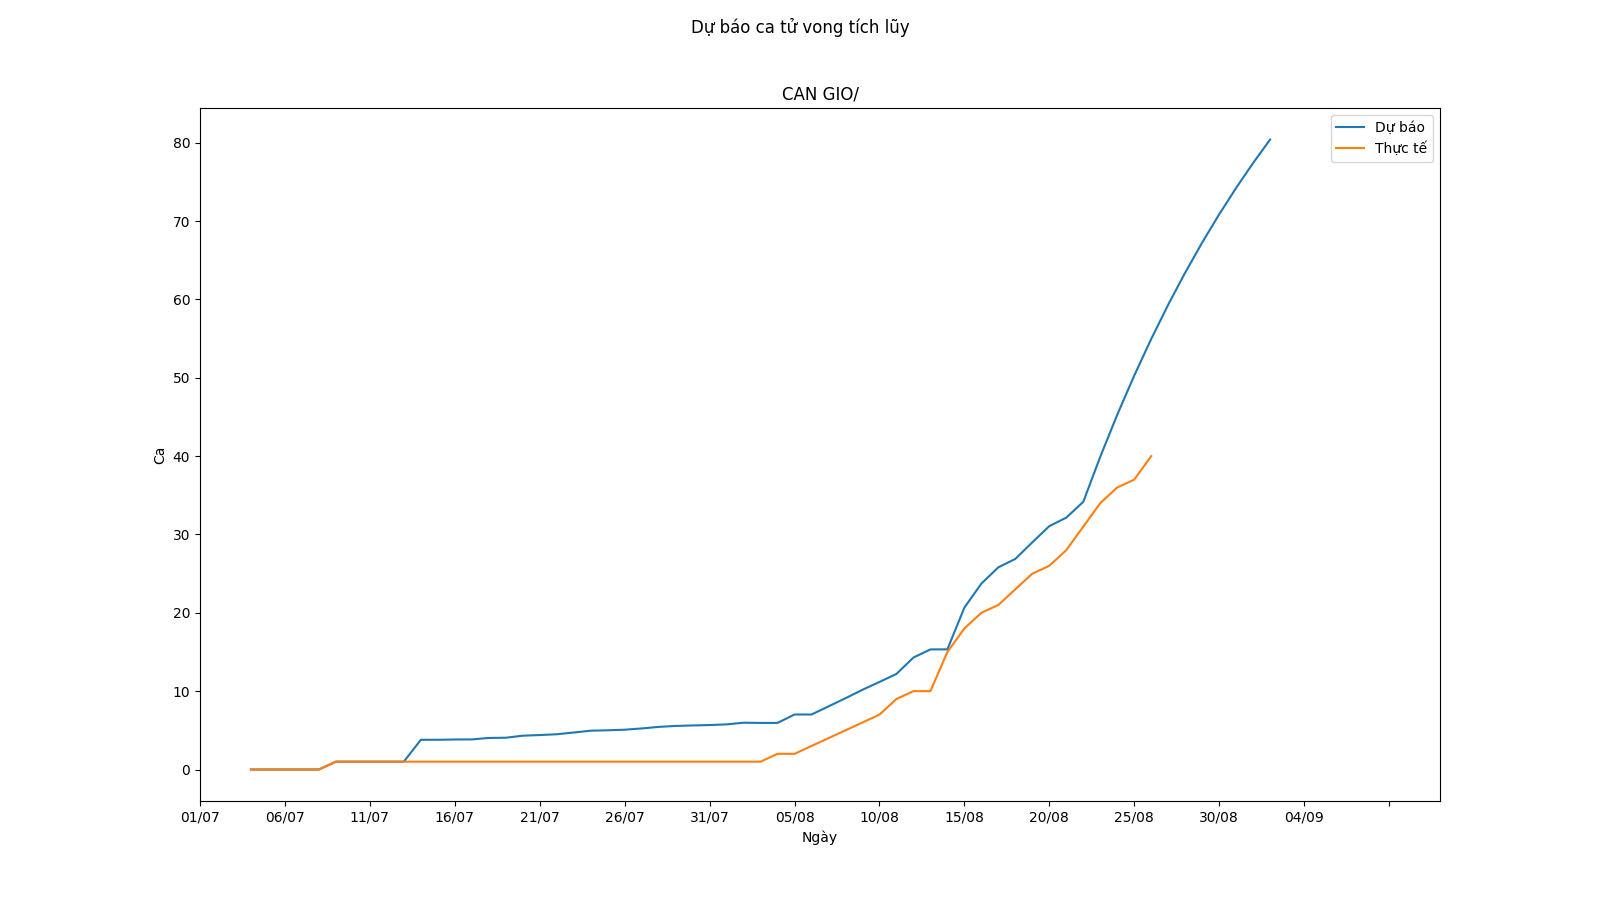 Dự báo ca tử vong tích lũy
CAN GIO/
Dự báo
Thực tế
80
70
60
50
40
30
20
10
0
Ca
01/07 06/07 11/07 16/07 21/07 26/07 31/07 05/08 10/08 15/08 20/08 25/08 30/08 04/09
Ngày